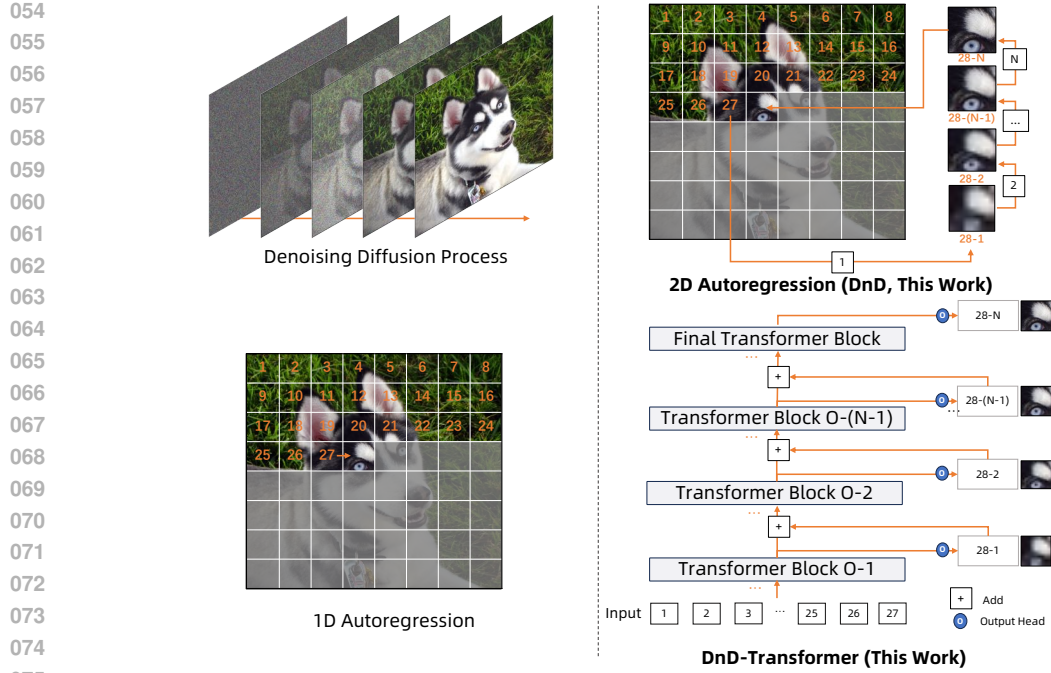 054
055
056
057
058
059
060
061
062
063
064
065
066
067
068
069
070
071
072
073
074
Denoising Diffusion Process
1 2 3 4 5 6 7 8
9 10 11 12 13 14 15 16
17 18 19 20 21 22 23 24
25 26 27
1D Autoregression
1 2 3 4 5 6 7 8
9 10 11 12 13 14 15 16
17 18 19 20 21 22 23 24
25 26 27
28-N
N
28-(N-1)
...
28-2
2
28-1
1
2D Autoregression (DnD, This Work)
28-N
Final Transformer Block
...
+
28-(N-1)
O
...
Transformer Block O-(N-1)
...
+
O
28-2
Transformer Block O-2
...
+
O
28-1
Transformer Block O-1
...
Input 1 2 3 ... 25 26 27
+ Add
O Output Head
DnD-Transformer (This Work)